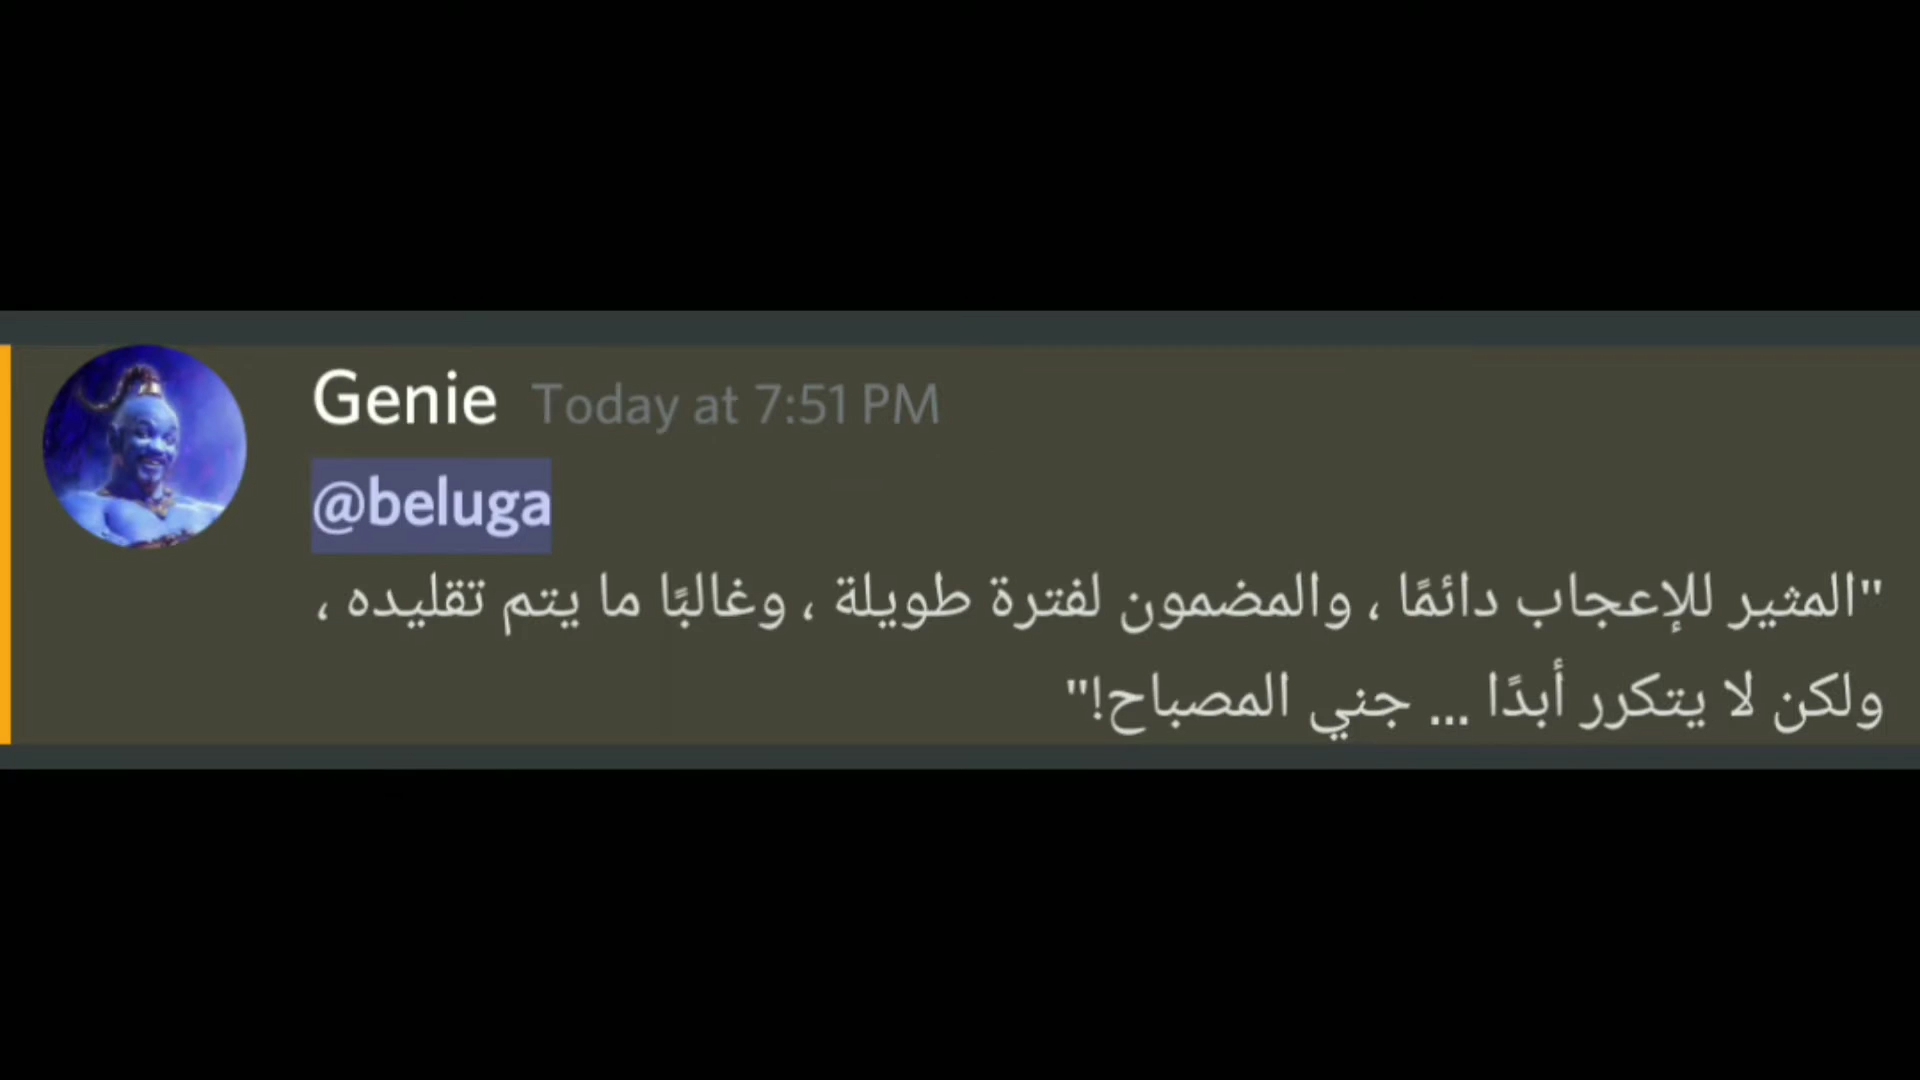 Genie Today at 7:51 PM
@beluga
"المثير للإعجاب دائمًا ، والمضمون لفترة طويلة ، وغالبًا ما يتم تقليده ،
ولكن لا يتكرر أبدًا ... جني المصباح!"